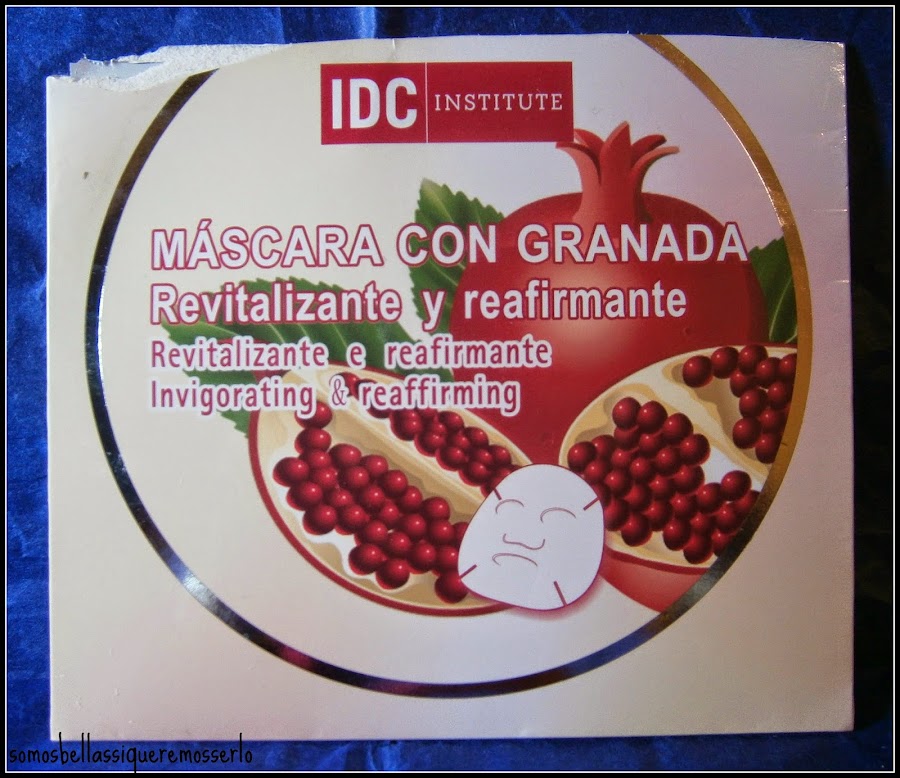 IDC INSTITUTE
MÁSCARA CON GRANADA
Revitalizante y reafirmante
Revitalizante e reafirmante
Invigorating & reaffirming
somosbellassiqueremosserlo